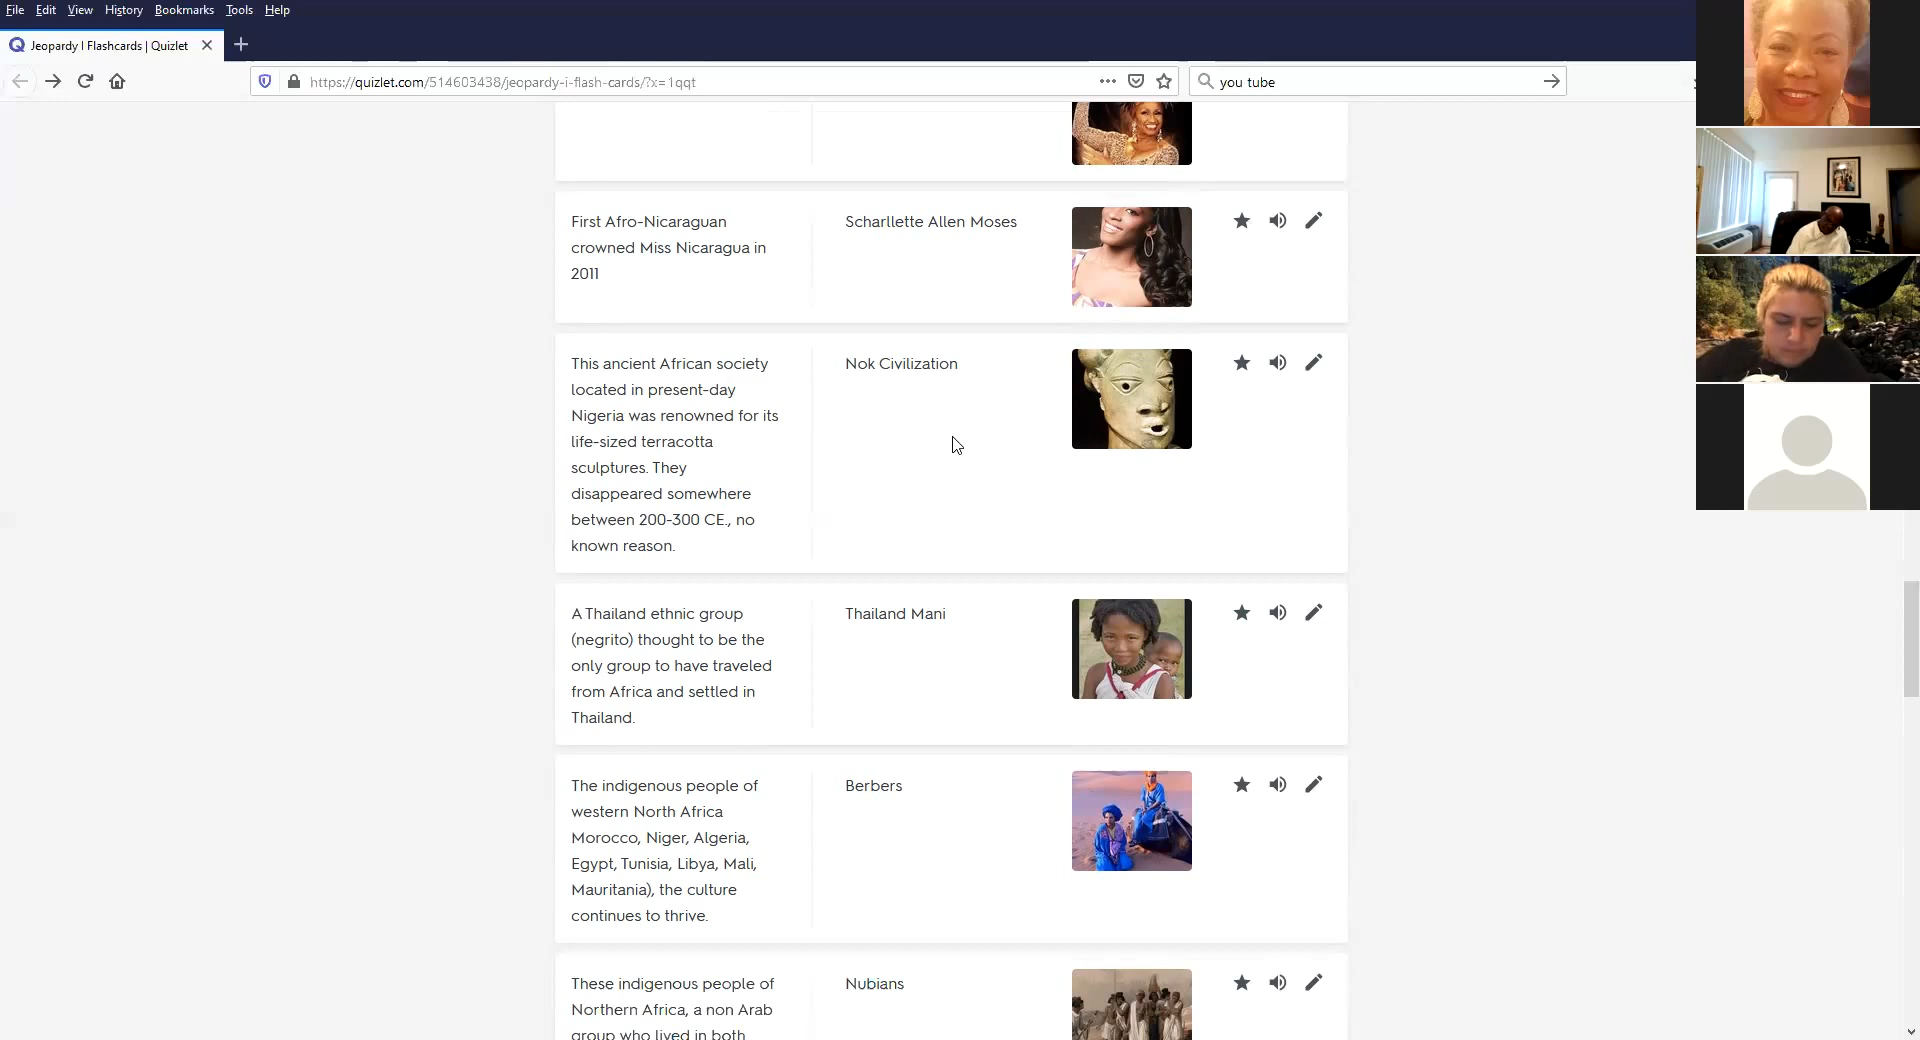 File Edit View History Bookmarks Tools Help
Jeopardy I Flashcards | Quizlet
https://quizlet.com/514603438/jeopardy-i-flash-cards/?x=1qqt
you tube
First Afro-Nicaraguan
crowned Miss Nicaragua in
2011
Scharllette Allen Moses
This ancient African society
located in present-day
Nigeria was renowned for its
life-sized terracotta
sculptures. They
disappeared somewhere
between 200-300 CE., no
known reason.
Nok Civilization
A Thailand ethnic group
(negrito) thought to be the
only group to have traveled
from Africa and settled in
Thailand.
Thailand Mani
The indigenous people of
western North Africa
Morocco, Niger, Algeria,
Egypt, Tunisia, Libya, Mali,
Mauritania), the culture
continues to thrive.
Berbers
These indigenous people of
Northern Africa, a non Arab
group who lived in both
Nubians